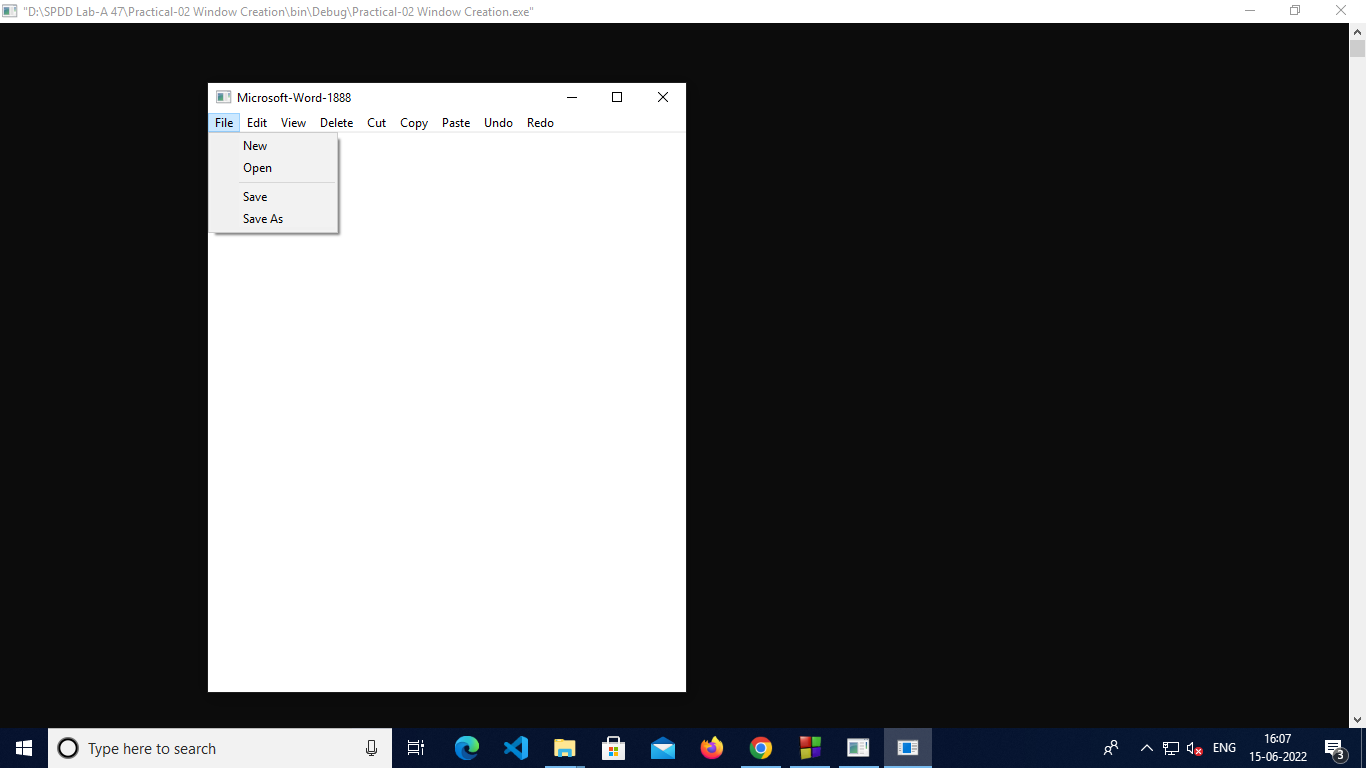 "D:\SPDD Lab-A 47\Practical-02 Window Creation\bin\Debug\Practical-02 Window Creation.exe"
Microsoft-Word-1888
File Edit View Delete Cut Copy Paste Undo Redo
New
Open
Save
Save As
Type here to search
ENG
16:07
15-06-2022
3